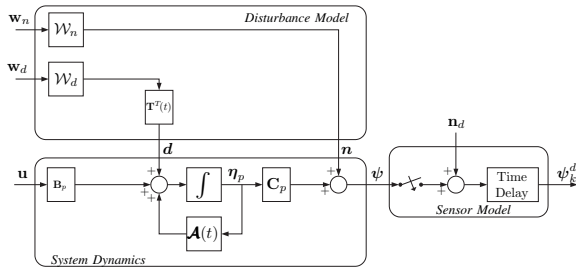 w_n
𝒲_n
Disturbance Model
w_d
𝒲_d
T^T(t)
d
n
n_d
u
B_p
+
+
+
∫
η_p
C_p
+
+
ψ
+
+
Time
Delay
ψ_k^d
𝓐(t)
Sensor Model
System Dynamics